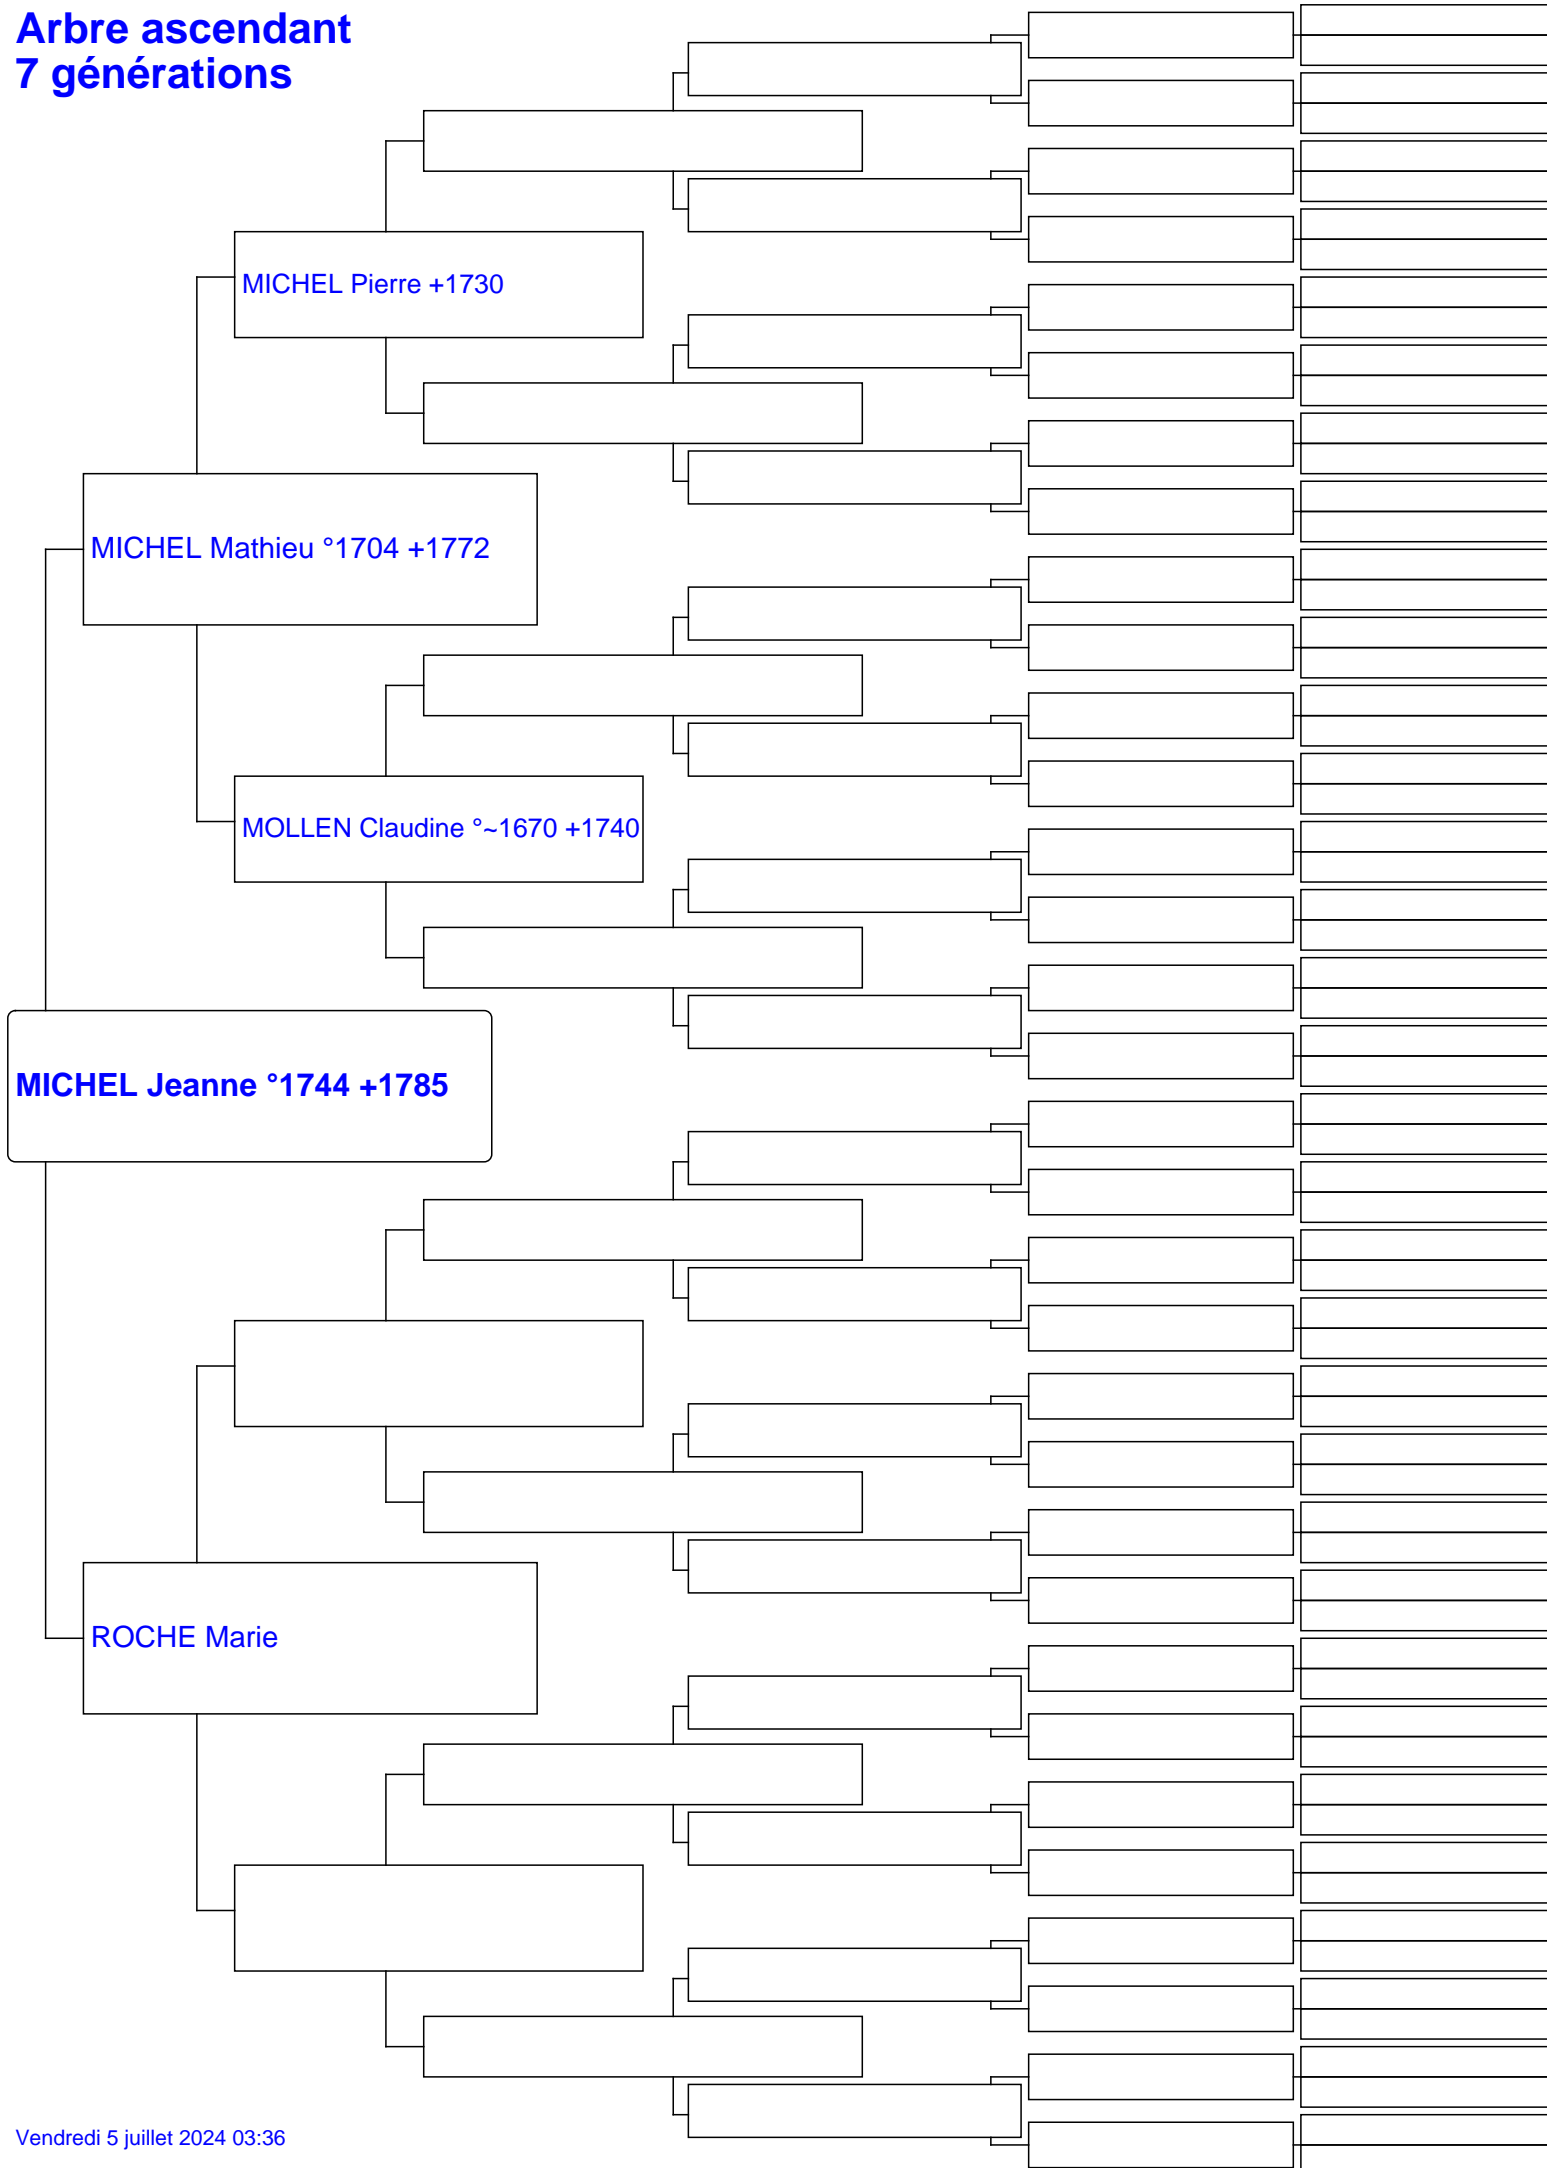 Arbre ascendant
7 générations
MICHEL Pierre +1730
MICHEL Mathieu °1704 +1772
MOLLEN Claudine °~1670 +1740
MICHEL Jeanne °1744 +1785
ROCHE Marie
Vendredi 5 juillet 2024 03:36